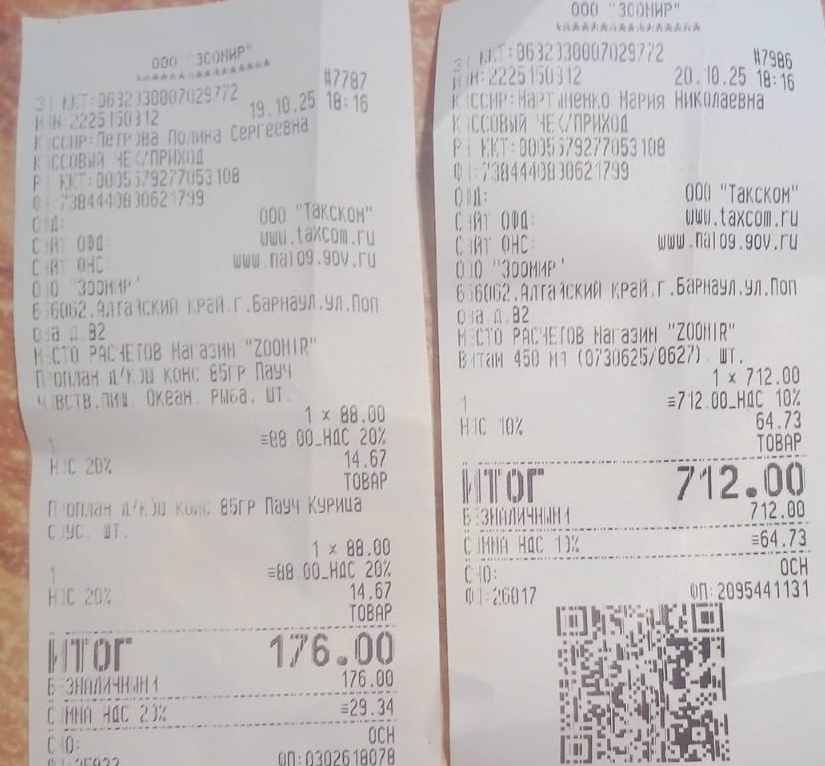 ООО "ЗООМИР"
*****************
#7787
ЗН ККТ:0632330007029772
ИНН:2225150312 19.10.25 18:16
КАССИР:Петрова Полина Сергеевна
КАССОВЫЙ ЧЕК/ПРИХОД
РН ККТ:0005579277053108
ФН:7384440830621799
ОФД: ООО "Такском"
САЙТ ОФД: www.taxcom.ru
САЙТ ФНС: www.nalog.gov.ru
ООО "ЗООМИР"
656062.Алтайский край.г.Барнаул.ул.Поп
ова д.92
МЕСТО РАСЧЕТОВ Магазин "ZOOMIR"
Проплан д/кош конс 85гр Пауч
Чувств.пищ. Океан. рыба. ШТ.
1 × 88.00
1 ≡88.00_НДС 20%
НДС 20% 14.67
ТОВАР
Проплан д/кош конс 85гр Пауч Курица
Соус. ШТ.
1 × 88.00
1 ≡88.00_НДС 20%
НДС 20% 14.67
ТОВАР
ИТОГ 176.00
БЕЗНАЛИЧНЫМИ 176.00
СУММА НДС 20% ≡29.34
СНО: ОСН
ФП:0302618078
ООО "ЗООМИР"
*****************
#7986
ЗН ККТ:0632330007029772
ИНН:2225150312 20.10.25 18:16
КАССИР:Мартыненко Мария Николаевна
КАССОВЫЙ ЧЕК/ПРИХОД
РН ККТ:0005579277053108
ФН:7384440830621799
ОФД: ООО "Такском"
САЙТ ОФД: www.taxcom.ru
САЙТ ФНС: www.nalog.gov.ru
ООО "ЗООМИР"
656062.Алтайский край.г.Барнаул.ул.Поп
ова д.92
МЕСТО РАСЧЕТОВ Магазин "ZOOMIR"
Витам 450 мл (0730625/0627). ШТ.
1 × 712.00
1 ≡712.00_НДС 10%
НДС 10% 64.73
ТОВАР
ИТОГ 712.00
БЕЗНАЛИЧНЫМИ 712.00
СУММА НДС 10% ≡64.73
СНО: ОСН
ФД:26017 ФП:2095441131